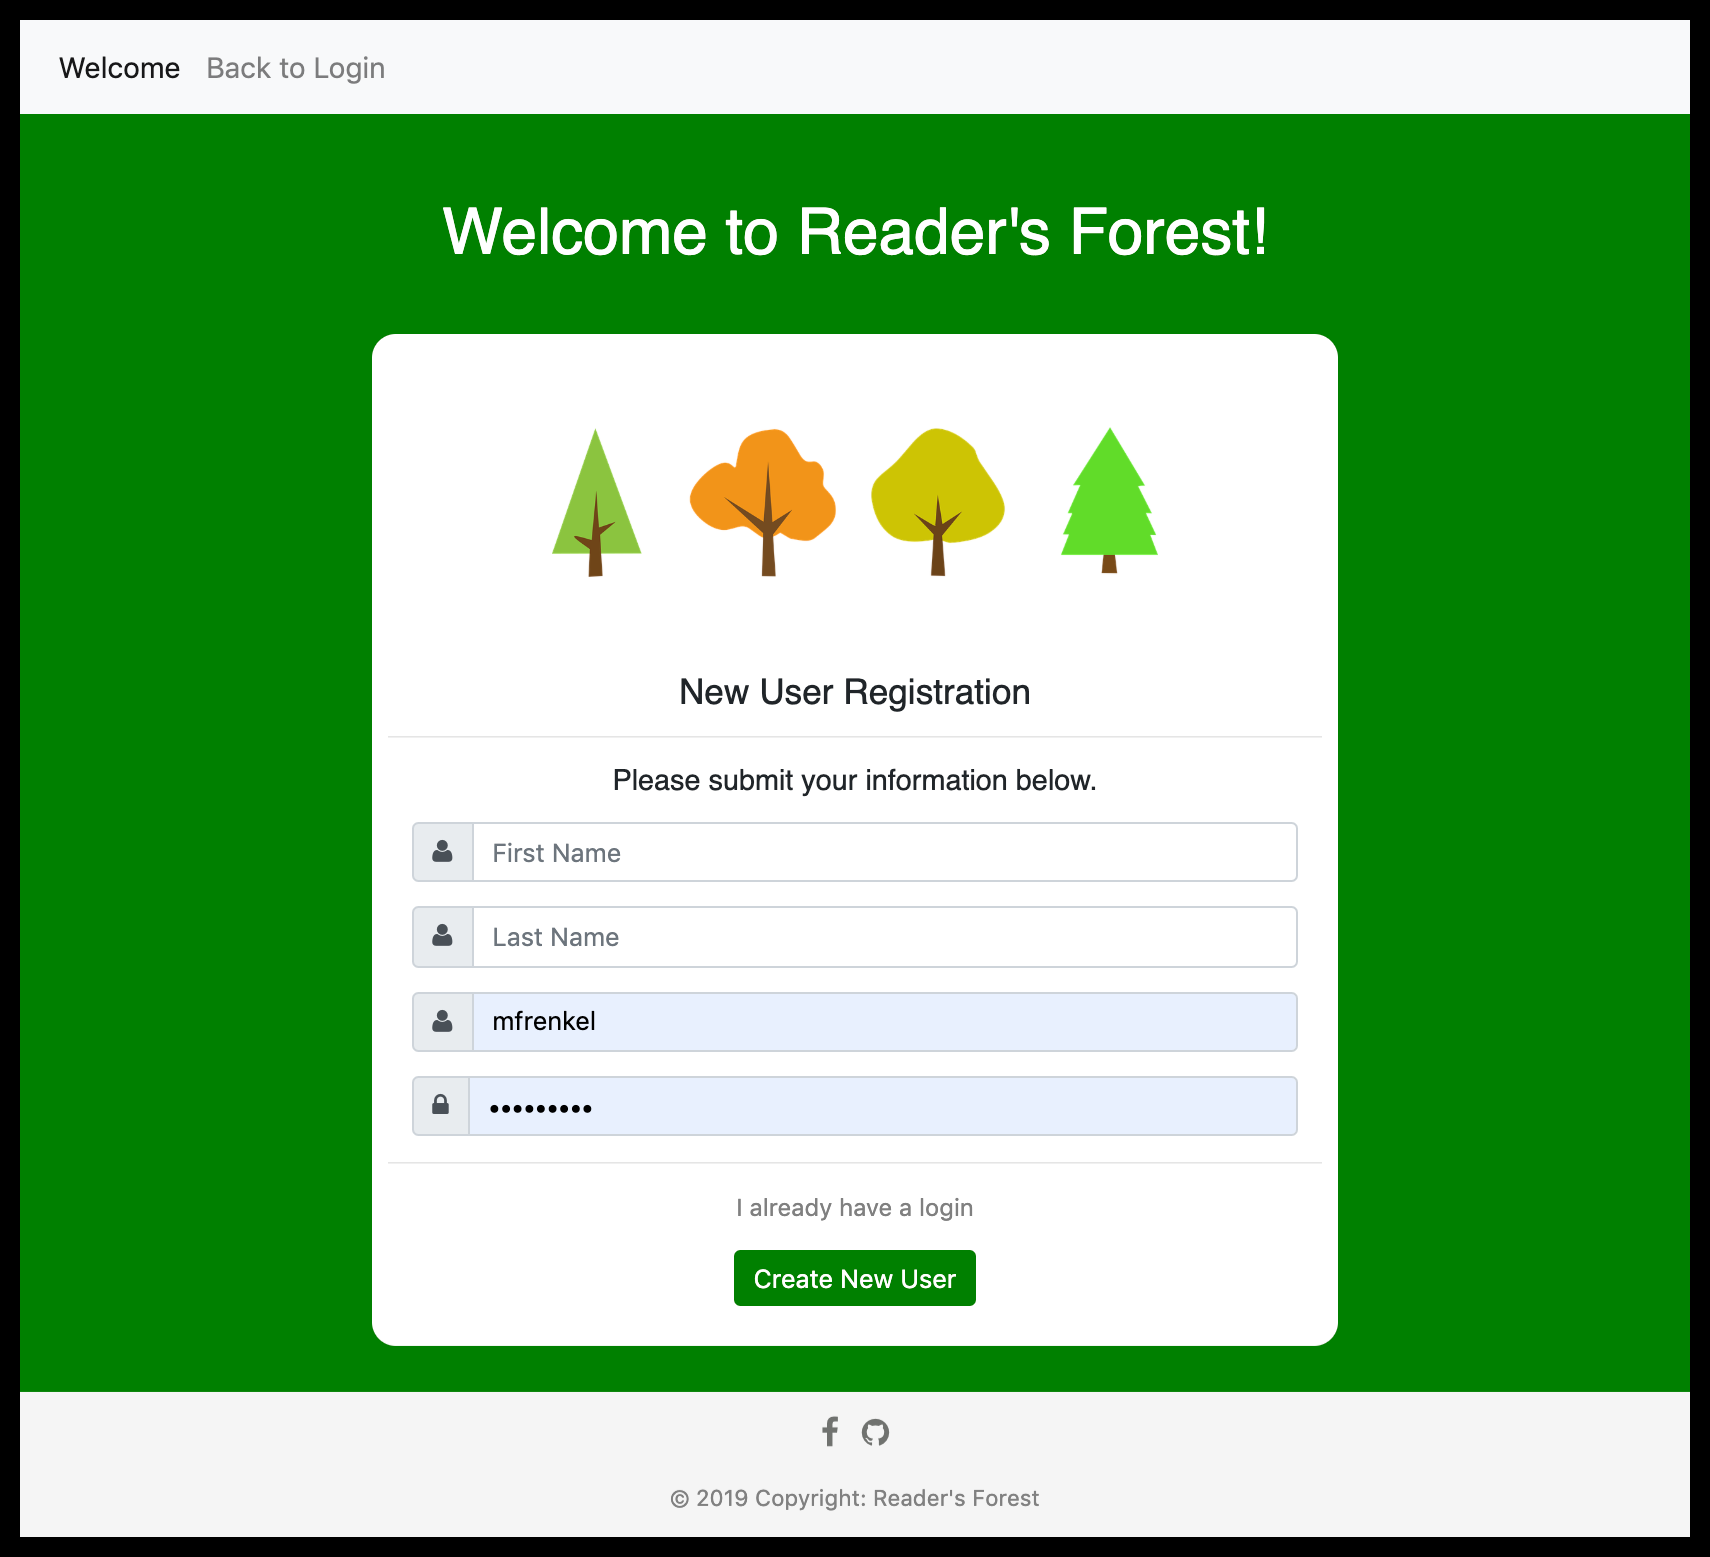 Welcome Back to Login
Welcome to Reader's Forest!
New User Registration
Please submit your information below.
First Name
Last Name
mfrenkel
•••••••••
I already have a login
Create New User
© 2019 Copyright: Reader's Forest